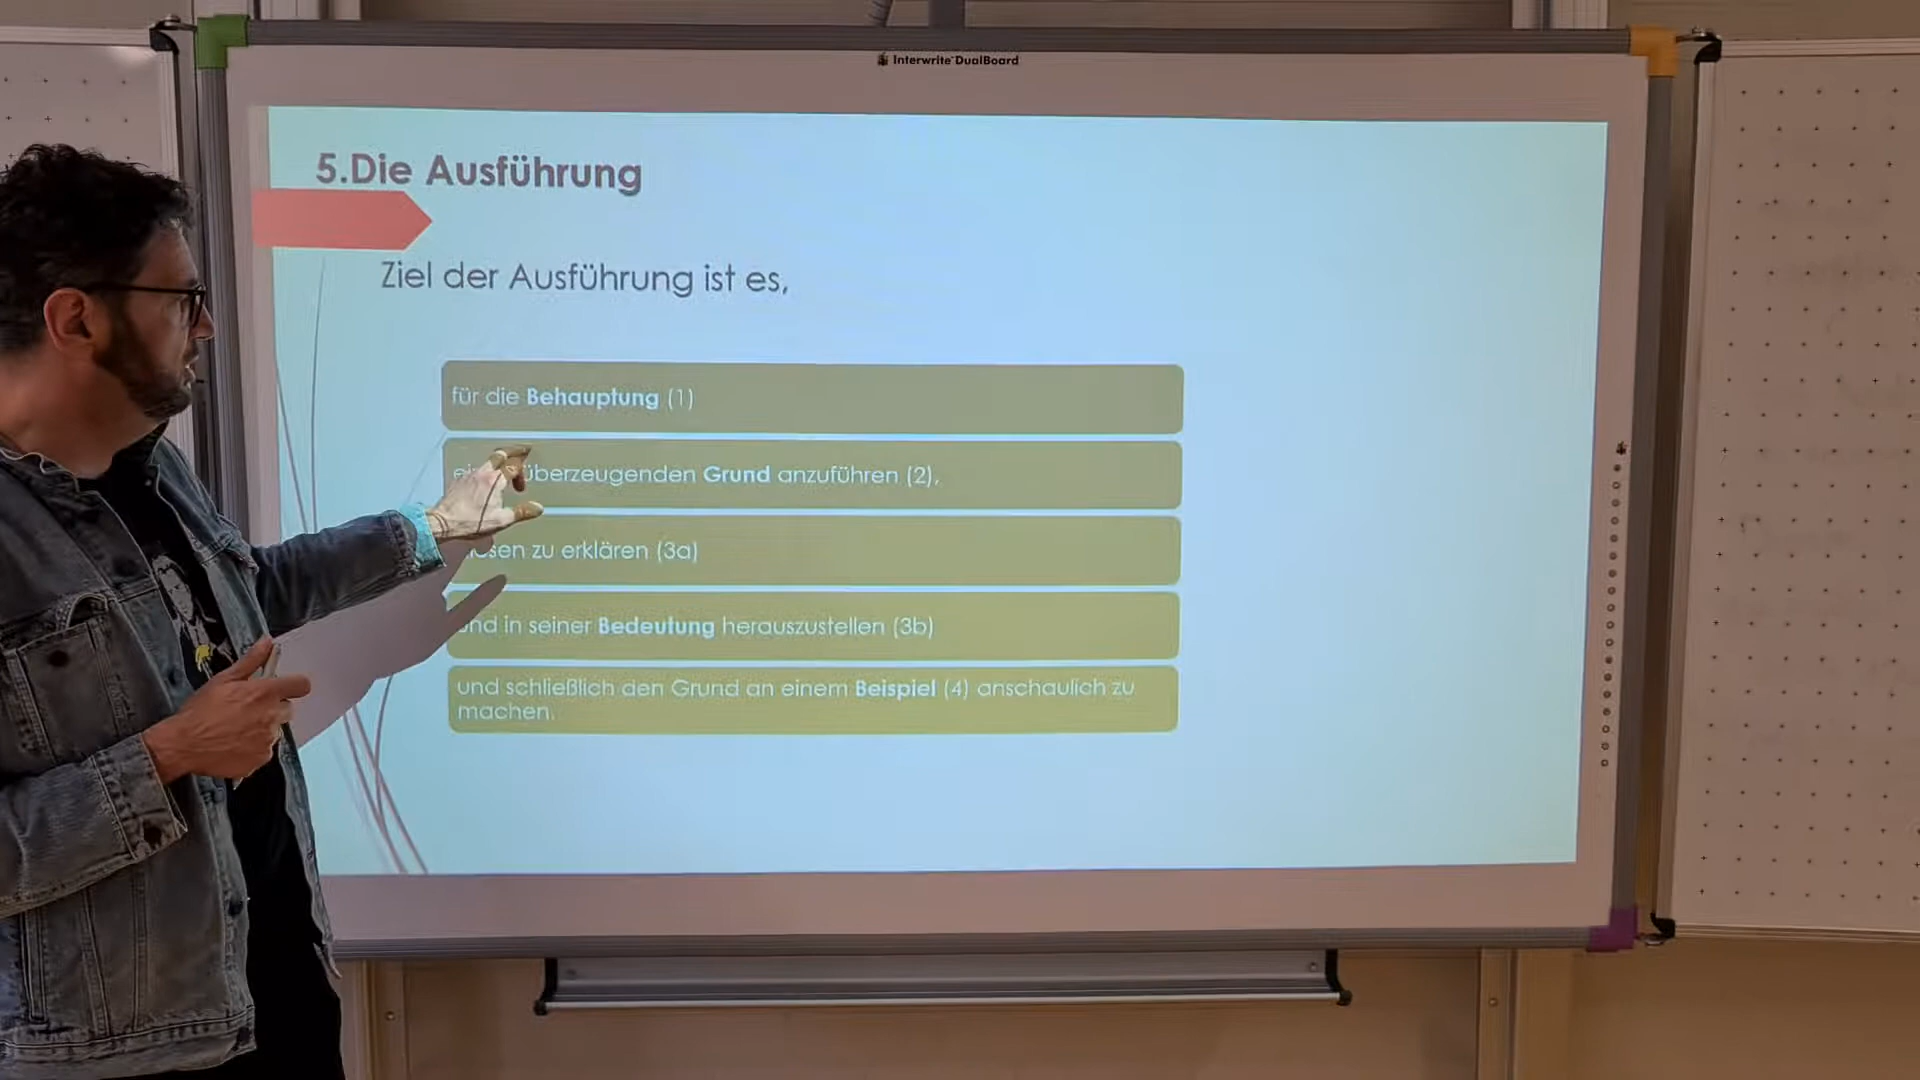 Interwrite DualBoard
5.Die Ausführung
Ziel der Ausführung ist es,
für die Behauptung (1)
überzeugenden Grund anzuführen (2),
zu erklären (3a)
und in seiner Bedeutung herauszustellen (3b)
und schließlich den Grund an einem Beispiel (4) anschaulich zu
machen.